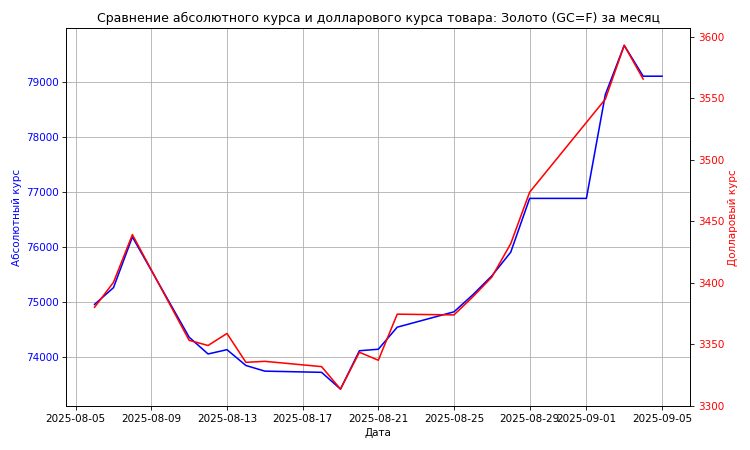 Сравнение абсолютного курса и долларового курса товара: Золото (GC=F) за месяц
Абсолютный курс
79000
78000
77000
76000
75000
74000
3600
3550
3500
3450
3400
3350
3300
Долларовый курс
2025-08-05 2025-08-09 2025-08-13 2025-08-17 2025-08-21 2025-08-25 2025-08-29 2025-09-01 2025-09-05
Дата